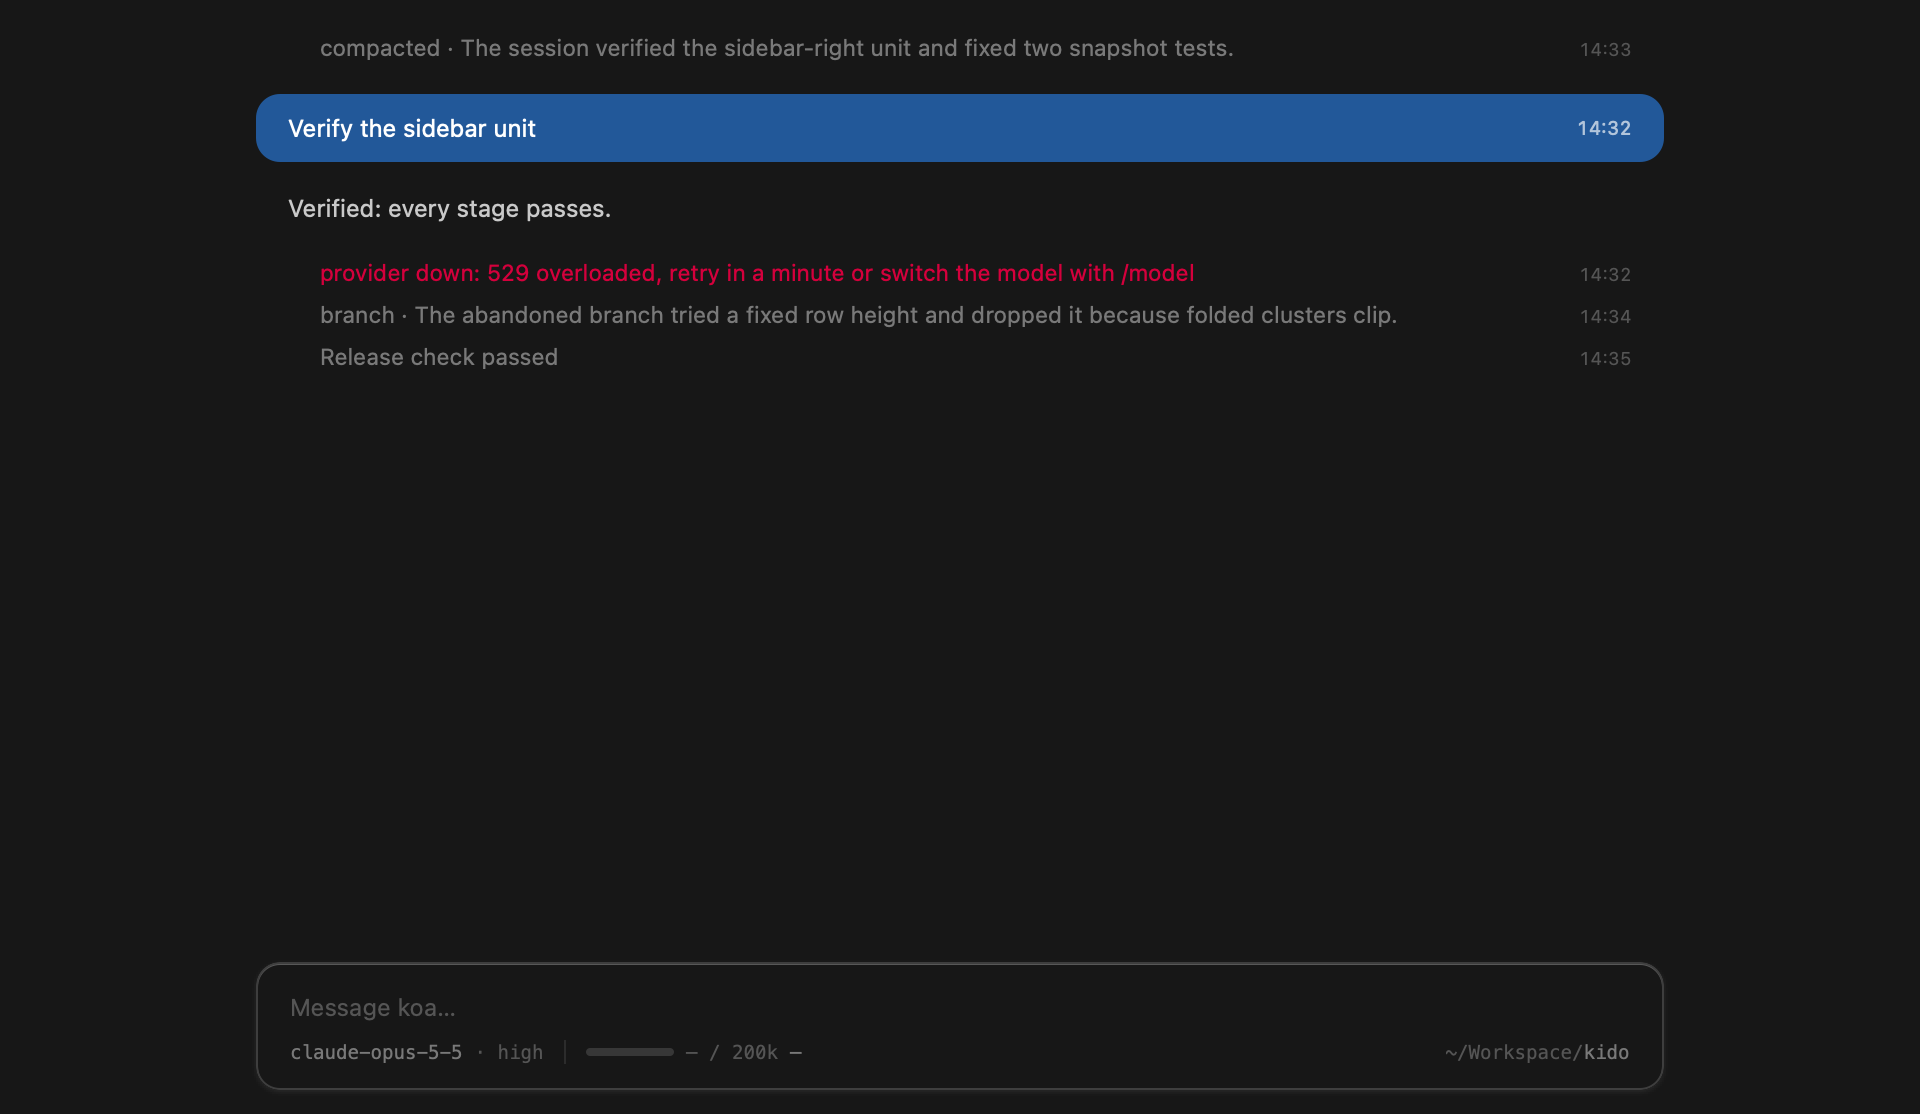 compacted · The session verified the sidebar-right unit and fixed two snapshot tests. 14:33
Verify the sidebar unit 14:32
Verified: every stage passes.
provider down: 529 overloaded, retry in a minute or switch the model with /model 14:32
branch · The abandoned branch tried a fixed row height and dropped it because folded clusters clip. 14:34
Release check passed 14:35
Message koa...
claude-opus-5-5 · high – / 200k – ~/Workspace/kido